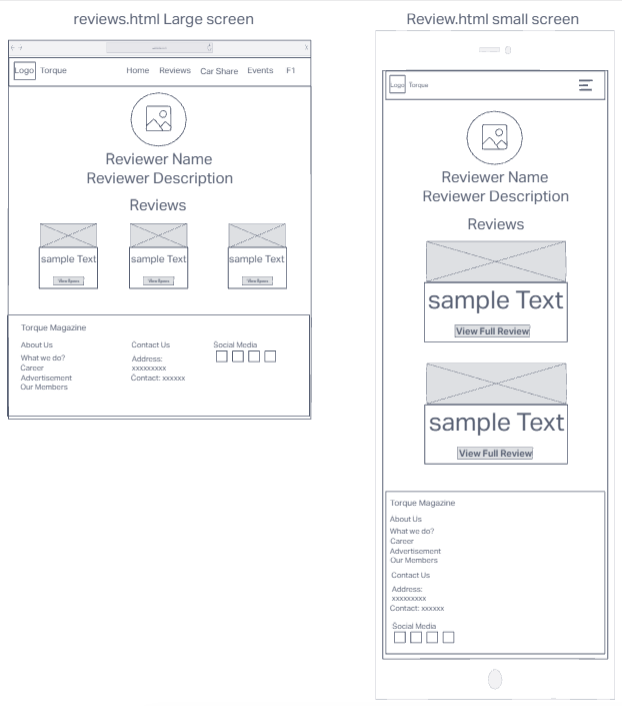 reviews.html Large screen
Logo Torque Home Reviews Car Share Events F1
Reviewer Name
Reviewer Description
Reviews
sample Text sample Text sample Text
Torque Magazine
About Us Contact Us Social Media
What we do? Address:
Career xxxxxxxxx
Advertisement Contact: xxxxxx
Our Members
Review.html small screen
Logo Torque
Reviewer Name
Reviewer Description
Reviews
sample Text
View Full Review
sample Text
View Full Review
Torque Magazine
About Us
What we do?
Career
Advertisement
Our Members
Contact Us
Address:
xxxxxxxxx
Contact: xxxxxx
Social Media